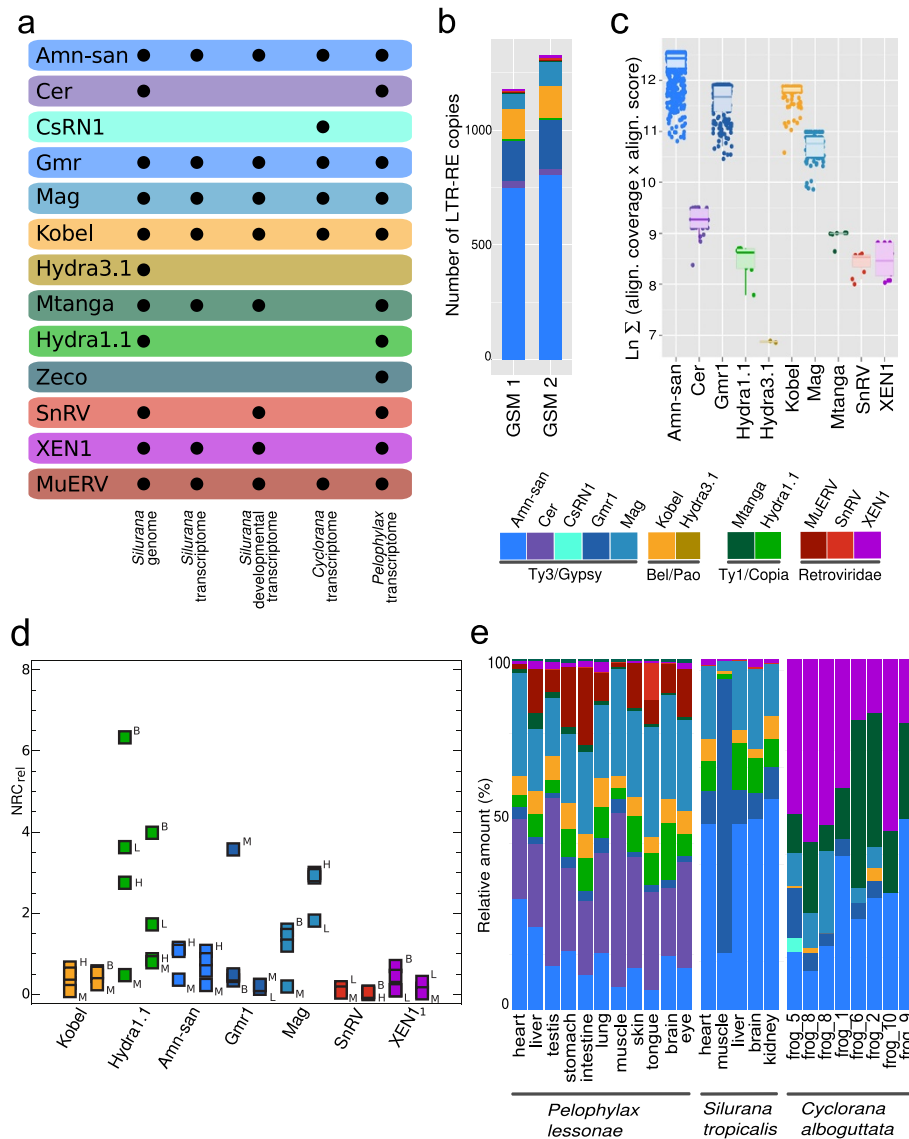 a
Amn-san
Cer
CsRN1
Gmr
Mag
Kobel
Hydra3.1
Mtanga
Hydra1.1
Zeco
SnRV
XEN1
MuERV
Silurana
genome
Silurana
transcriptome
Silurana
developmental
transcriptome
Cyclorana
transcriptome
Pelophylax
transcriptome
b
Number of LTR-RE copies
1000
500
0
GSM 1
GSM 2
c
Ln Σ (align. coverage x align. score)
12
11
10
9
8
7
Amn-san
Cer
Gmr1
Hydra1.1
Hydra3.1
Kobel
Mag
Mtanga
SnRV
XEN1
Amn-san
Cer
CsRN1
Gmr1
Mag
Kobel
Hydra3.1
Mtanga
Hydra1.1
MuERV
SnRV
XEN1
Ty3/Gypsy
Bel/Pao
Ty1/Copia
Retroviridae
d
NRCrel
8
6
4
2
0
H
M
B
M
B
L
H
B
L
H
M
H
M
H
M
M
B
M
L
B
M
H
L
L
M
B
H
B
L
L
M
Kobel
Hydra1.1
Amn-san
Gmr1
Mag
SnRV
XEN1
1
e
Relative amount (%)
100
50
0
heart
liver
testis
stomach
intestine
lung
muscle
skin
tongue
brain
eye
heart
muscle
liver
brain
kidney
frog_5
frog_8
frog_8
frog_1
frog_6
frog_2
frog_10
frog_9
Pelophylax
lessonae
Silurana
tropicalis
Cyclorana
alboguttata